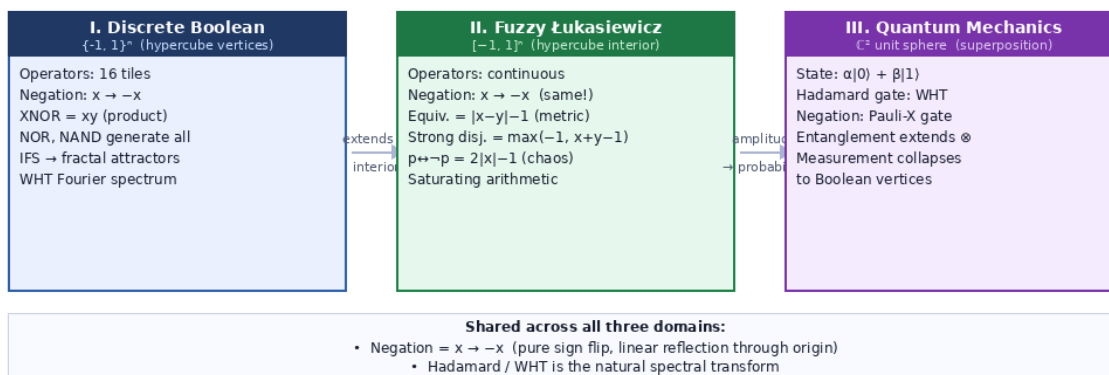 I. Discrete Boolean
{-1, 1}ⁿ (hypercube vertices)
Operators: 16 tiles
Negation: x → −x
XNOR = xy (product)
NOR, NAND generate all
IFS → fractal attractors
WHT Fourier spectrum
extends
interior
II. Fuzzy Łukasiewicz
[−1, 1]ⁿ (hypercube interior)
Operators: continuous
Negation: x → −x (same!)
Equiv. = |x−y|−1 (metric)
Strong disj. = max(−1, x+y−1)
p↔¬p = 2|x|−1 (chaos)
Saturating arithmetic
amplitud
→ probabi
III. Quantum Mechanics
ℂ² unit sphere (superposition)
State: α|0⟩ + β|1⟩
Hadamard gate: WHT
Negation: Pauli-X gate
Entanglement extends ⊗
Measurement collapses
to Boolean vertices
Shared across all three domains:
• Negation = x → −x (pure sign flip, linear reflection through origin)
• Hadamard / WHT is the natural spectral transform